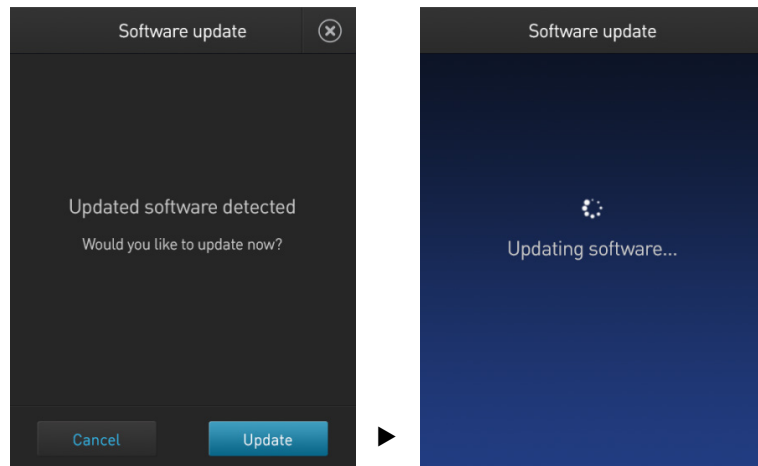 Software update
Updated software detected
Would you like to update now?
Cancel
Update
Software update
Updating software...